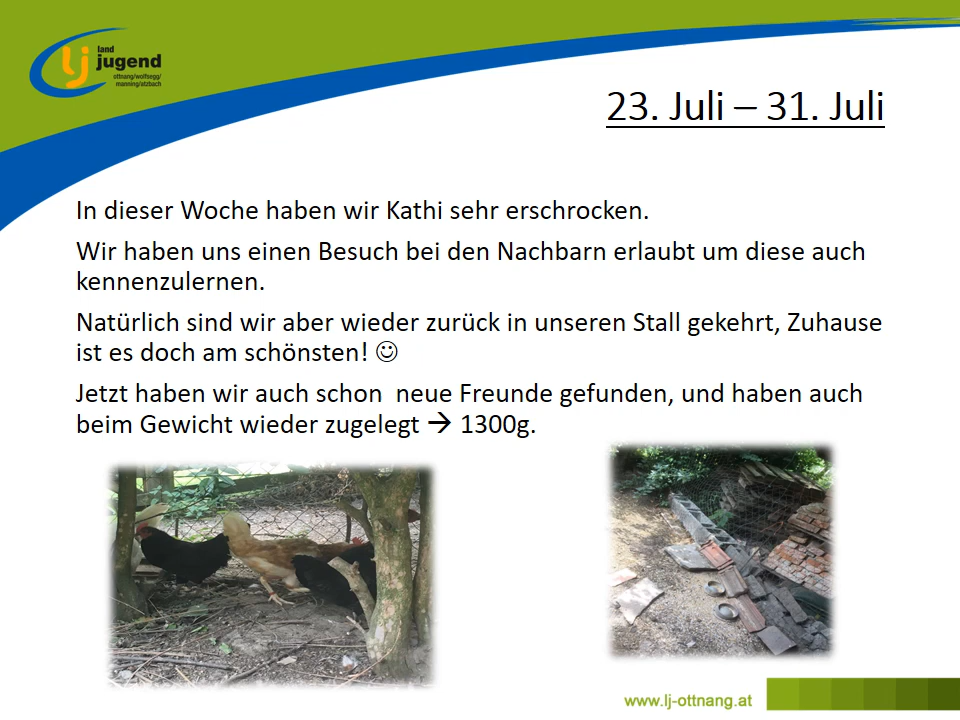 land
jugend
ottnang/wolfsegg/
manning/atzbach
23. Juli – 31. Juli
In dieser Woche haben wir Kathi sehr erschrocken.
Wir haben uns einen Besuch bei den Nachbarn erlaubt um diese auch
kennenzulernen.
Natürlich sind wir aber wieder zurück in unseren Stall gekehrt, Zuhause
ist es doch am schönsten! ☺
Jetzt haben wir auch schon  neue Freunde gefunden, und haben auch
beim Gewicht wieder zugelegt → 1300g.
www.lj-ottnang.at